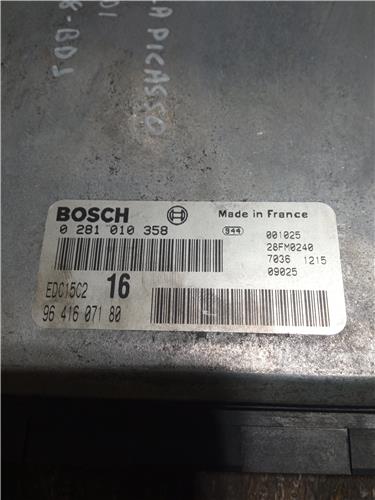 PICASSO
BOSCH
Made in France
0 281 010 358
944
001025
28FM0240
7036 1215
09025
EDC15C2 16
96 416 071 80